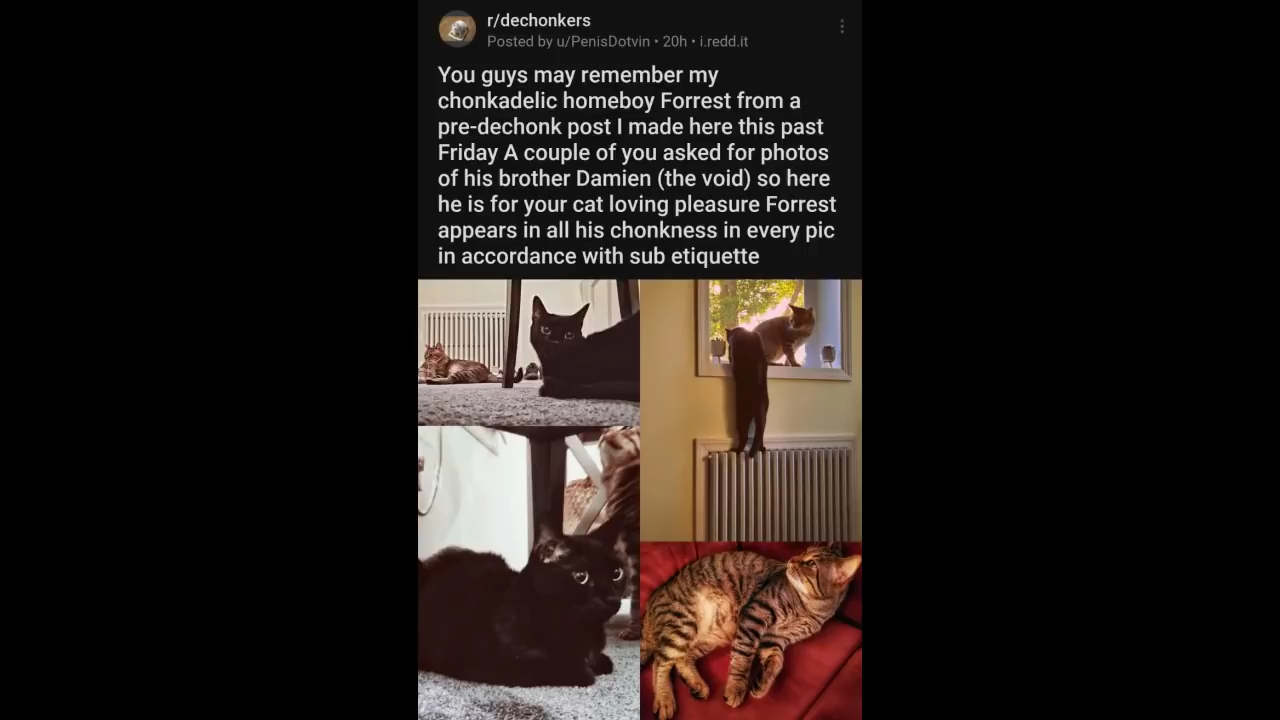 r/dechonkers
Posted by u/PenisDotvin • 20h • i.redd.it
You guys may remember my
chonkadelic homeboy Forrest from a
pre-dechonk post I made here this past
Friday A couple of you asked for photos
of his brother Damien (the void) so here
he is for your cat loving pleasure Forrest
appears in all his chonkness in every pic
in accordance with sub etiquette